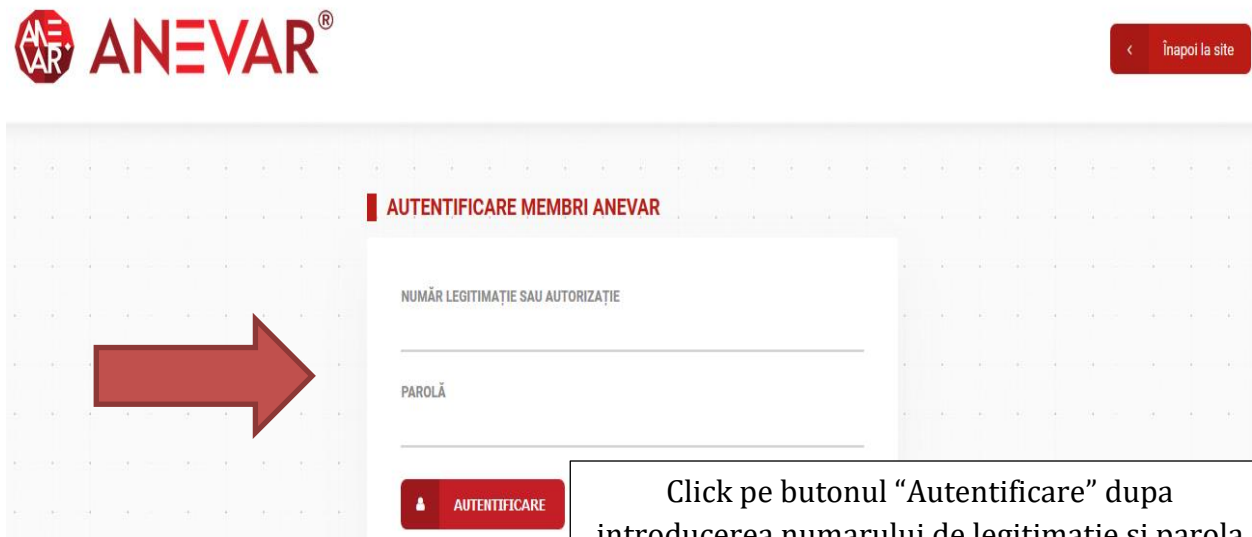 ANEVAR®
ANEVAR.
Înapoi la site
AUTENTIFICARE MEMBRI ANEVAR
NUMĂR LEGITIMAȚIE SAU AUTORIZAȚIE
PAROLĂ
AUTENTIFICARE
Click pe butonul “Autentificare” dupa
introducerea numarului de legitimatie si parola